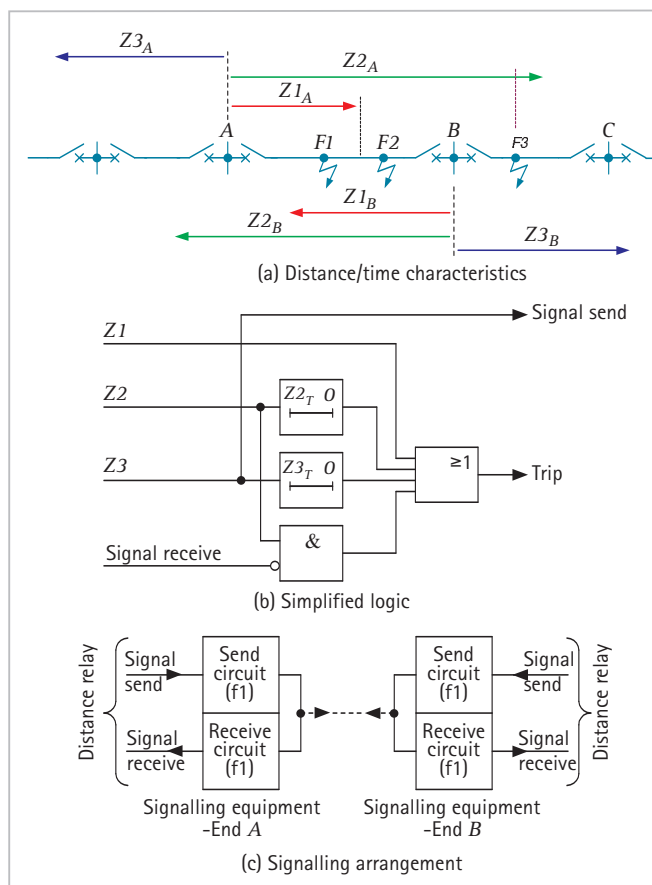 Z3A
Z2A
Z1A
A F1 F2 B F3 C
Z1B
Z2B
Z3B
(a) Distance/time characteristics
Signal send
Z1
Z2
Z2T 0
Z3
Z3T 0
≥1
Trip
&
Signal receive
(b) Simplified logic
Distance relay
Signal
send
Send
circuit
(f1)
Signal
receive
Receive
circuit
(f1)
Signalling equipment
-End A
Send
circuit
(f1)
Signal
send
Receive
circuit
(f1)
Signal
receive
Distance relay
Signalling equipment
-End B
(c) Signalling arrangement